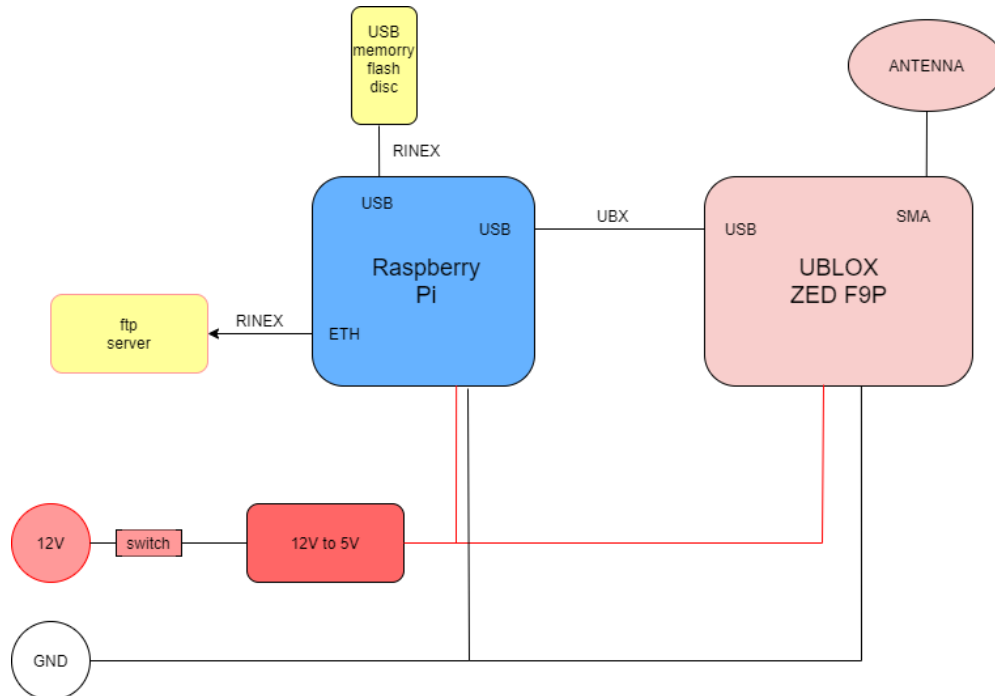 USB
memorry
flash
disc
ANTENNA
RINEX
USB
USB
UBX
USB
SMA
Raspberry
Pi
UBLOX
ZED F9P
ftp
server
RINEX
ETH
12V
switch
12V to 5V
GND